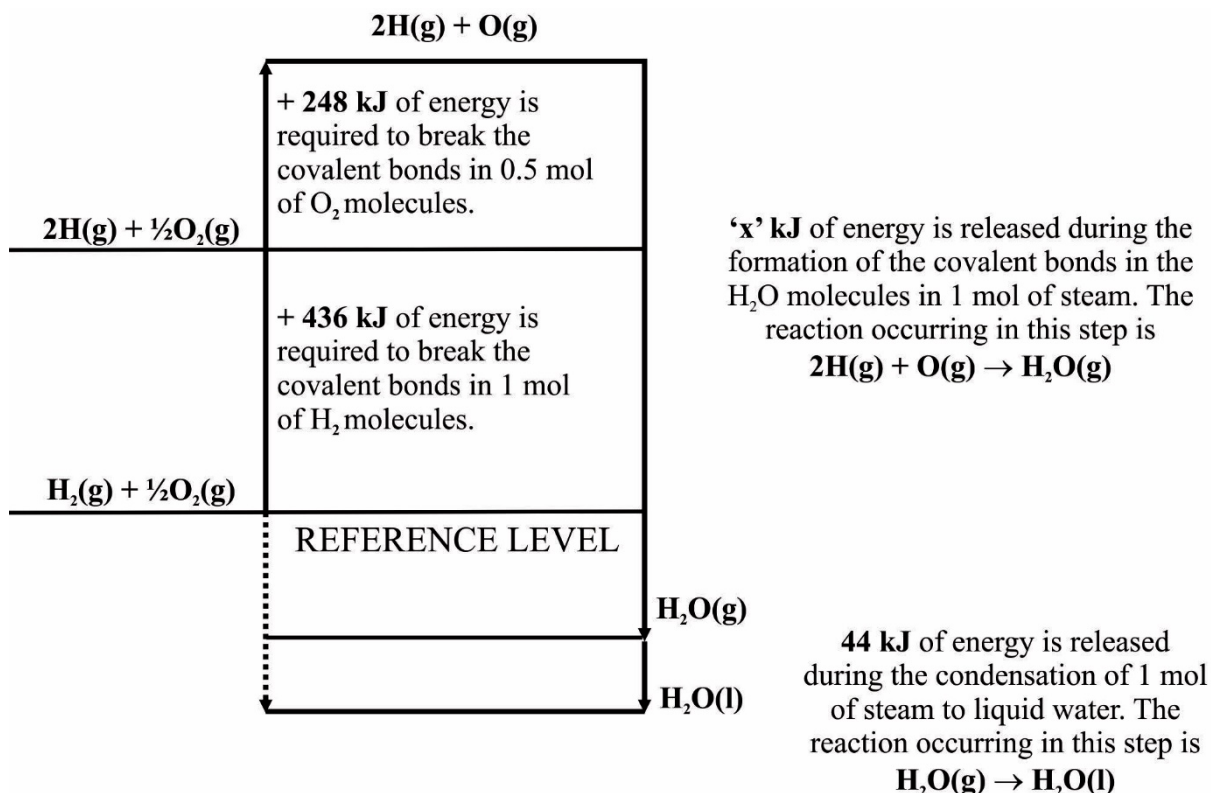 2H(g) + O(g)
+ 248 kJ of energy is
required to break the
covalent bonds in 0.5 mol
of O₂ molecules.
2H(g) + ½O₂(g)
+ 436 kJ of energy is
required to break the
covalent bonds in 1 mol
of H₂ molecules.
H₂(g) + ½O₂(g)
REFERENCE LEVEL
‘x’ kJ of energy is released during the
formation of the covalent bonds in the
H₂O molecules in 1 mol of steam. The
reaction occurring in this step is
2H(g) + O(g) → H₂O(g)
H₂O(g)
H₂O(l)
44 kJ of energy is released
during the condensation of 1 mol
of steam to liquid water. The
reaction occurring in this step is
H₂O(g) → H₂O(l)